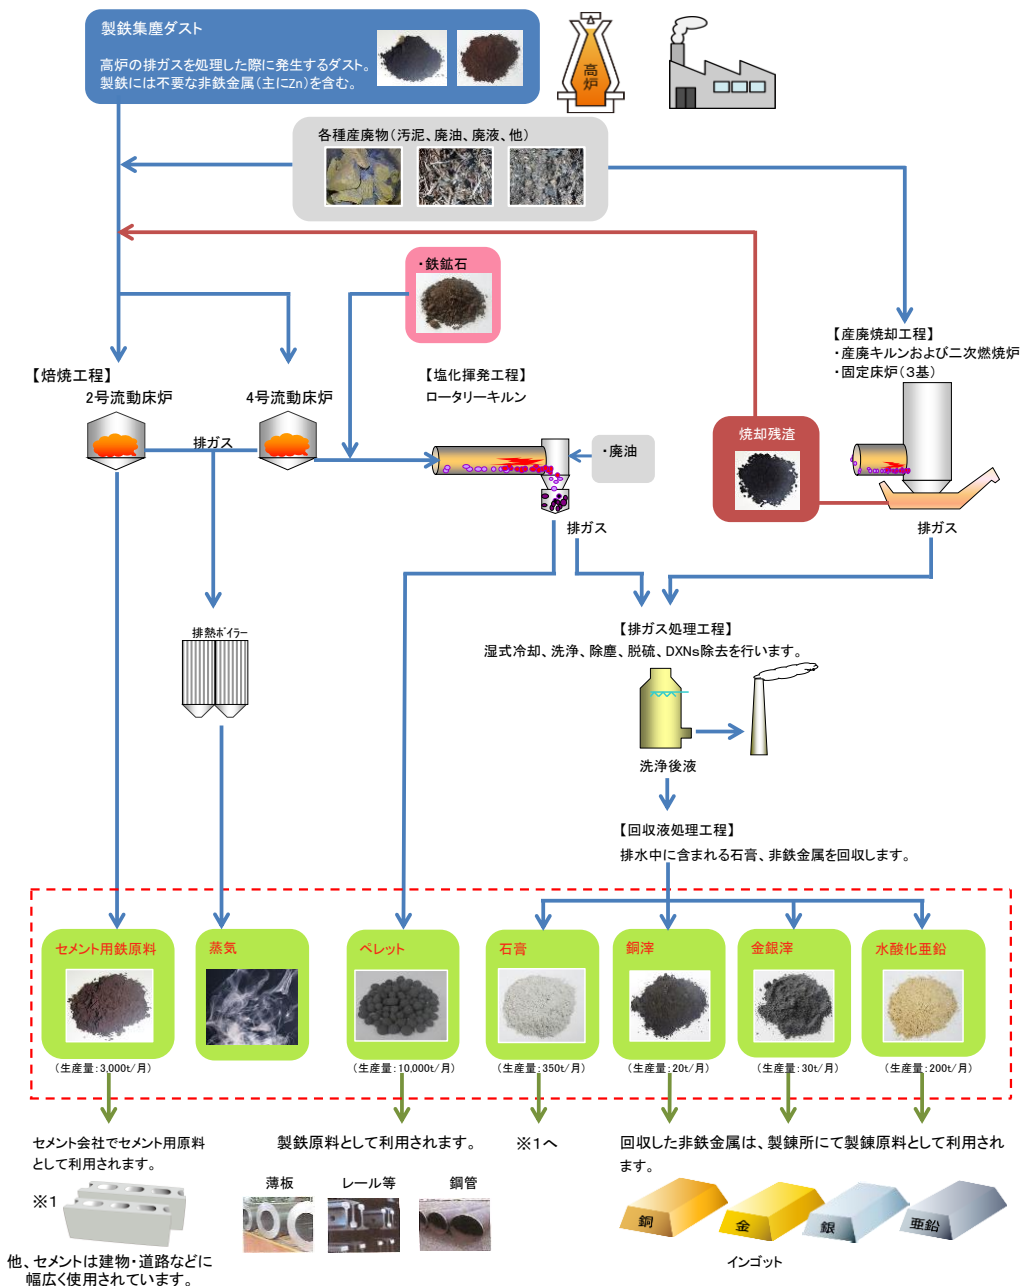 製鉄集塵ダスト
高炉の排ガスを処理した際に発生するダスト。
製鉄には不要な非鉄金属(主にZn)を含む。
高炉
各種産廃物(汚泥、廃油、廃液、他)
・鉄鉱石
【産廃焼却工程】
・産廃キルンおよび二次燃焼炉
・固定床炉(3基)
【焙焼工程】
2号流動床炉
4号流動床炉
【塩化揮発工程】
ロータリーキルン
排ガス
・廃油
焼却残渣
排ガス
排ガス
排熱ボイラー
【排ガス処理工程】
湿式冷却、洗浄、除塵、脱硫、DXNs除去を行います。
洗浄後液
【回収液処理工程】
排水中に含まれる石膏、非鉄金属を回収します。
セメント用鉄原料
蒸気
ペレット
石膏
銅滓
金銀滓
水酸化亜鉛
(生産量:3,000t/月)
(生産量:10,000t/月)
(生産量:350t/月)
(生産量:20t/月)
(生産量:30t/月)
(生産量:200t/月)
セメント会社でセメント用原料
として利用されます。
※1
他、セメントは建物・道路などに
幅広く使用されています。
製鉄原料として利用されます。
薄板
レール等
鋼管
※1へ
回収した非鉄金属は、製錬所にて製錬原料として利用され
ます。
銅
金
銀
亜鉛
インゴット